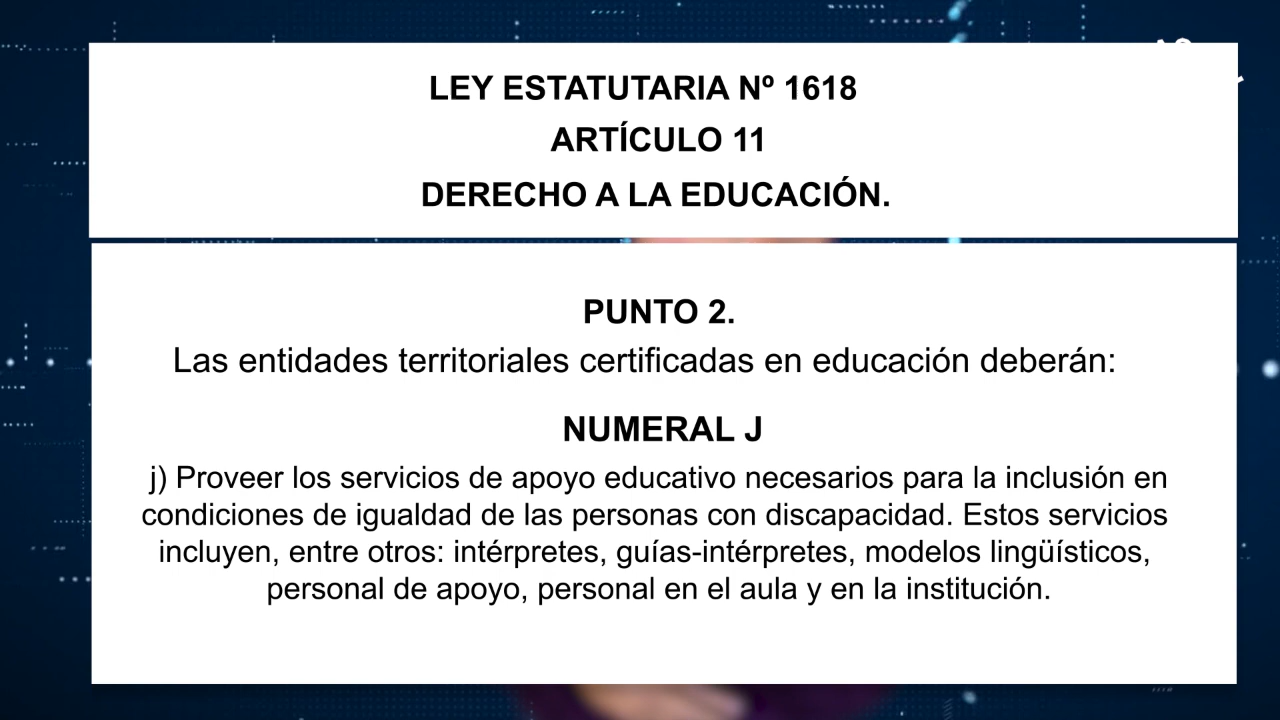 LEY ESTATUTARIA Nº 1618
ARTÍCULO 11
DERECHO A LA EDUCACIÓN.
PUNTO 2.
Las entidades territoriales certificadas en educación deberán:
NUMERAL J
j) Proveer los servicios de apoyo educativo necesarios para la inclusión en
condiciones de igualdad de las personas con discapacidad. Estos servicios
incluyen, entre otros: intérpretes, guías-intérpretes, modelos lingüísticos,
personal de apoyo, personal en el aula y en la institución.